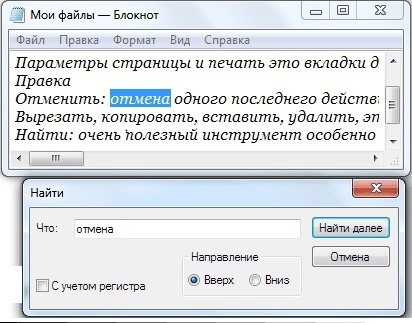 Мои файлы — Блокнот
Файл Правка Формат Вид Справка
Параметры страницы и печать это вкладки д
Правка
Отменить: отмена одного последнего действи
Вырезать, копировать, вставить, удалить, эт
Найти: очень полезный инструмент особенно
Найти
Что: отмена Найти далее
Направление Отмена
С учетом регистра Вверх Вниз